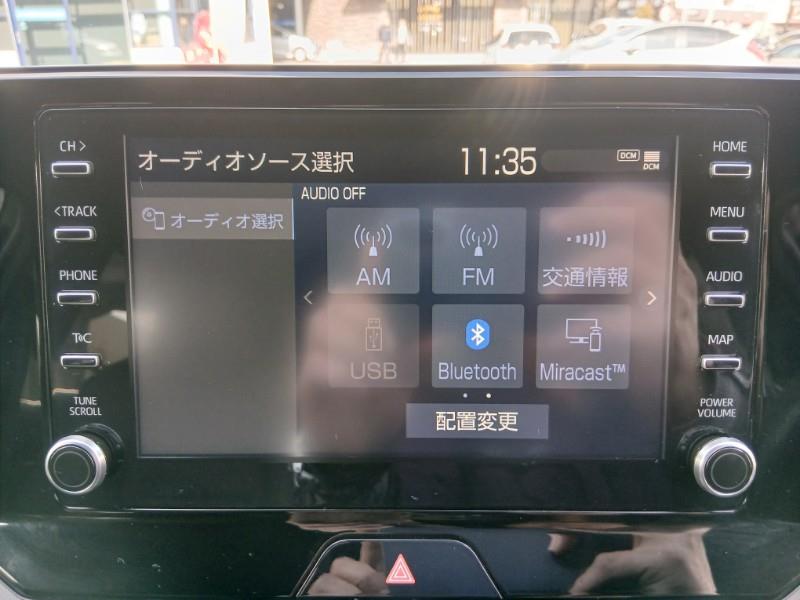 CH >
< TRACK
PHONE
T C
TUNE
SCROLL
オーディオソース選択
11:35
DCM
DCM
オーディオ選択
AUDIO OFF
AM
FM
交通情報
USB
Bluetooth
Miracast™
配置変更
HOME
MENU
AUDIO
MAP
POWER
VOLUME